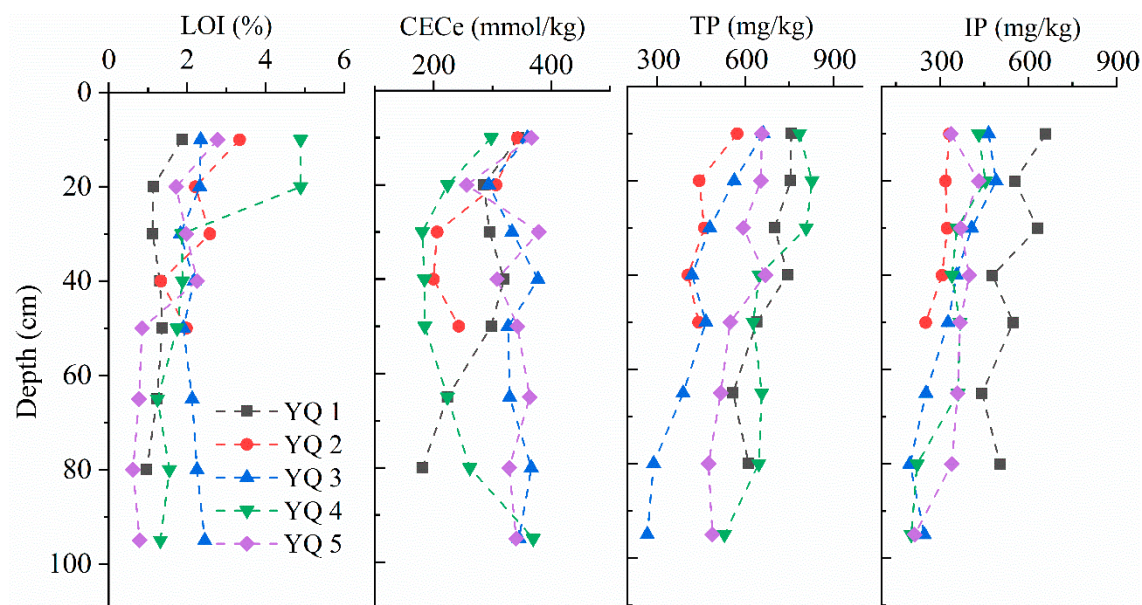 LOI (%)
CECe (mmol/kg)
TP (mg/kg)
IP (mg/kg)
0 2 4 6
200 400
300 600 900
300 600 900
0
20
40
60
80
100
Depth (cm)
YQ 1
YQ 2
YQ 3
YQ 4
YQ 5